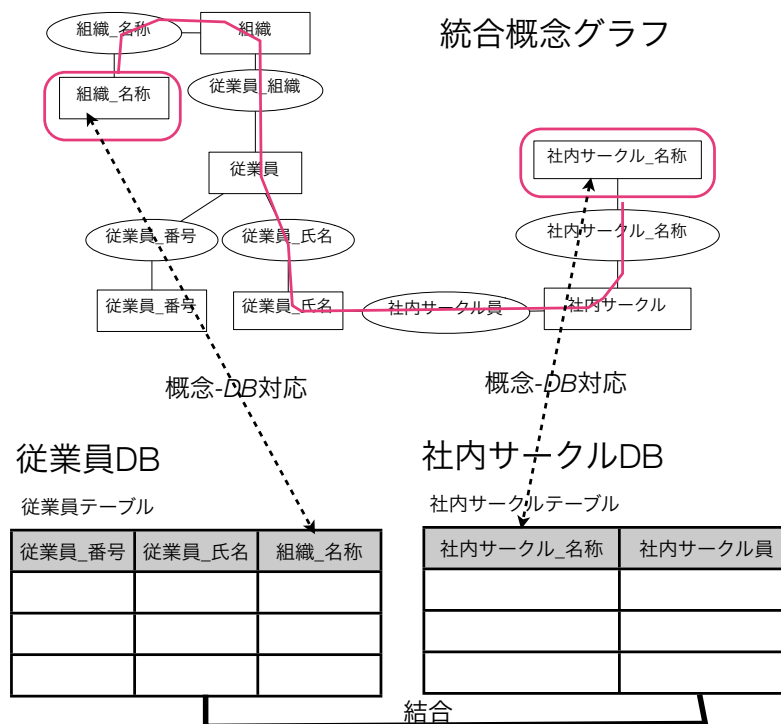 統合概念グラフ
組織_名称
組織
組織_名称
従業員_組織
従業員
社内サークル_名称
従業員_番号
従業員_氏名
社内サークル_名称
従業員_番号
従業員_氏名
社内サークル員
社内サークル
概念-DB対応
概念-DB対応
従業員DB
社内サークルDB
従業員テーブル
社内サークルテーブル
従業員_番号 従業員_氏名 組織_名称
社内サークル_名称 社内サークル員
結合